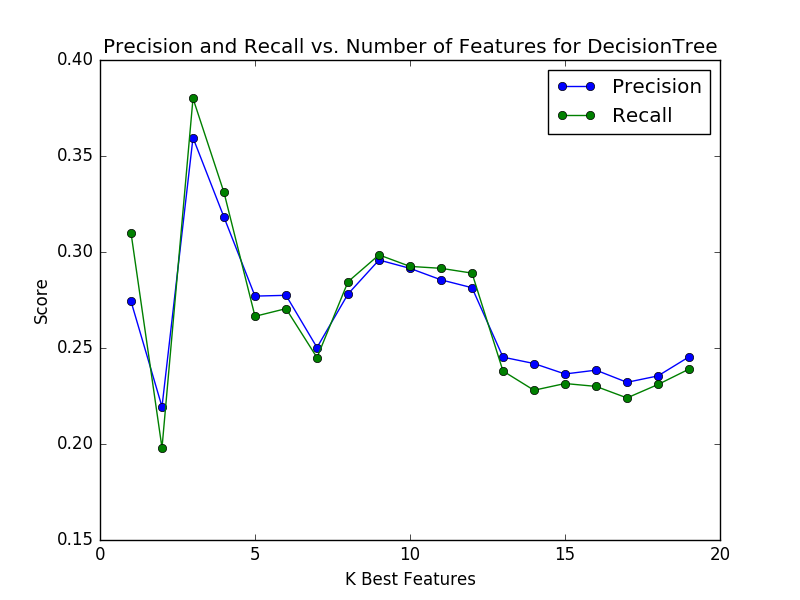 Precision and Recall vs. Number of Features for DecisionTree
0.40
Precision
Recall
0.35
0.30
Score
0.25
0.20
0.15
0 5 10 15 20
K Best Features